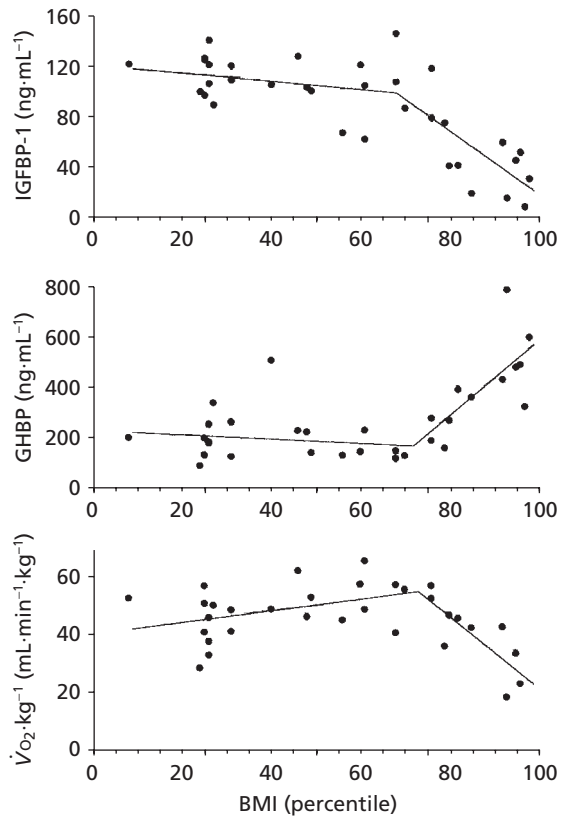 160
120
80
40
0
IGFBP-1 (ng·mL⁻¹)
0 20 40 60 80 100
800
600
400
200
0
GHBP (ng·mL⁻¹)
0 20 40 60 80 100
60
40
20
0
V̇O₂·kg⁻¹ (mL·min⁻¹·kg⁻¹)
0 20 40 60 80 100
BMI (percentile)